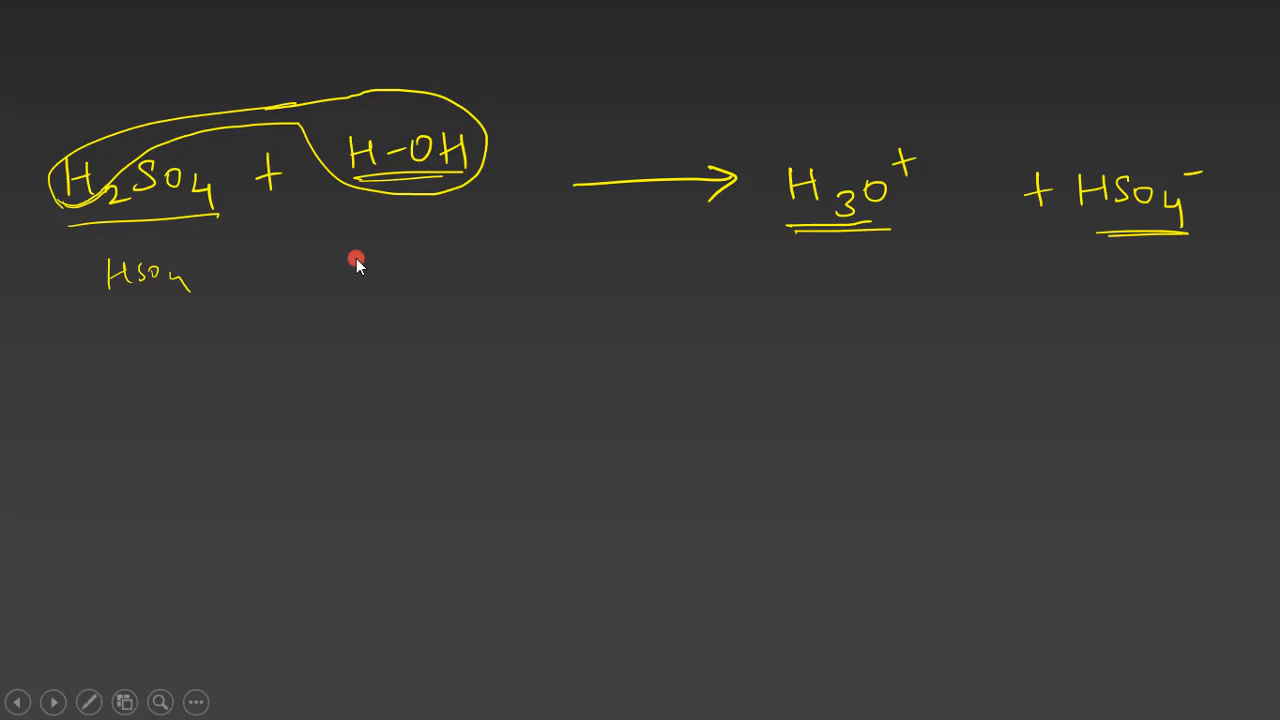 H₂SO₄ + H-OH → H₃O⁺ + HSO₄⁻
HSO₄